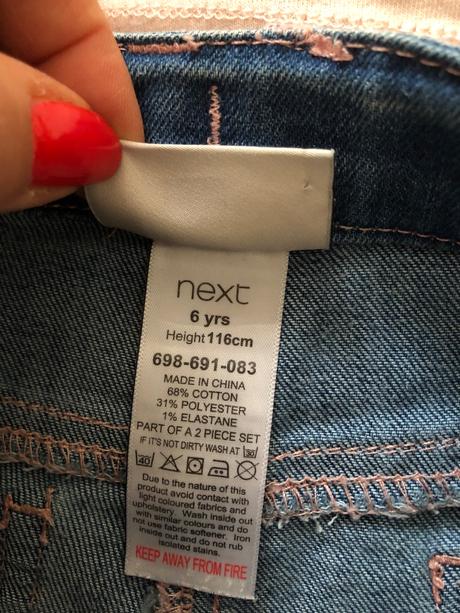 next
6 yrs
Height 116cm
698-691-083
MADE IN CHINA
68% COTTON
31% POLYESTER
1% ELASTANE
PART OF A 2 PIECE SET
IF IT'S NOT DIRTY WASH AT 30
40
Due to the nature of this
product avoid contact with
light coloured fabrics and
upholstery. Wash inside out
with similar colours and do
not use fabric softener. Iron
inside out and do not rub
isolated stains.
KEEP AWAY FROM FIRE